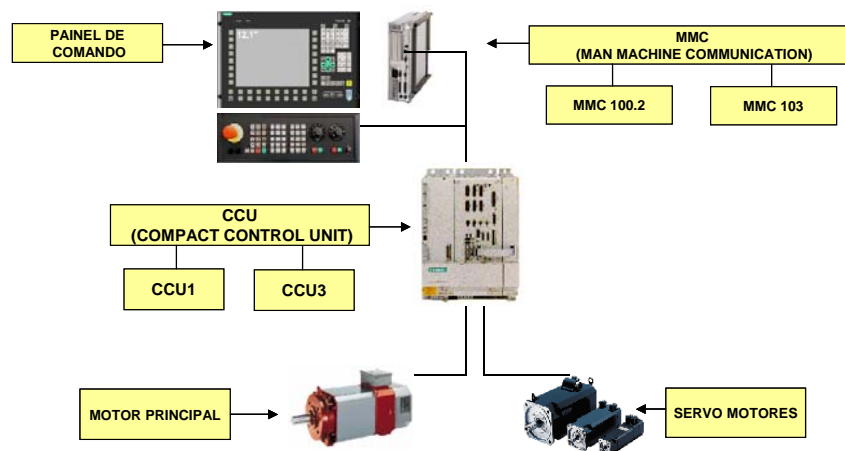 PAINEL DE
COMANDO
12.1"
MMC
(MAN MACHINE COMMUNICATION)
MMC 100.2
MMC 103
CCU
(COMPACT CONTROL UNIT)
CCU1
CCU3
MOTOR PRINCIPAL
SERVO MOTORES